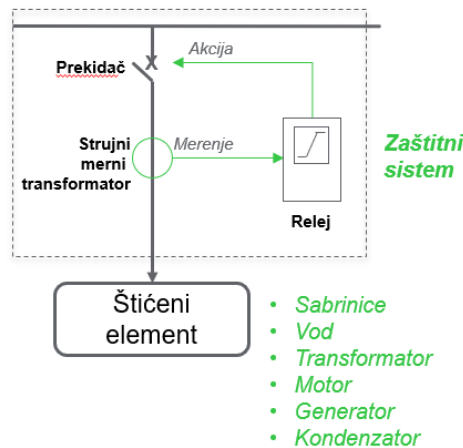 Akcija
Prekidač
Strujni
merni
transformator
Merenje
Relej
Zaštitni
sistem
Štićeni
element
• Sabrinice
• Vod
• Transformator
• Motor
• Generator
• Kondenzator